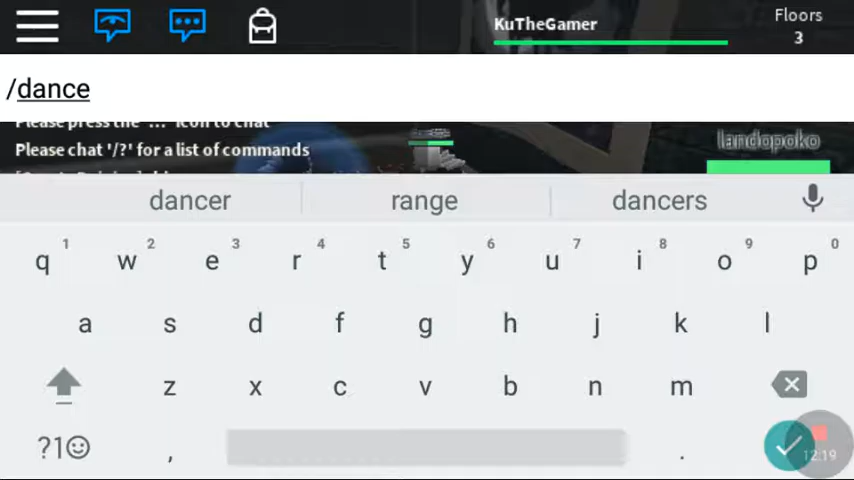 KuTheGamer
Floors
3
/dance
Please press the '...' icon to chat
Please chat '/?' for a list of commands
landopoko
dancer range dancers
1 2 3 4 5 6 7 8 9 0
q w e r t y u i o p
a s d f g h j k l
z x c v b n m
?1 , .
12:19